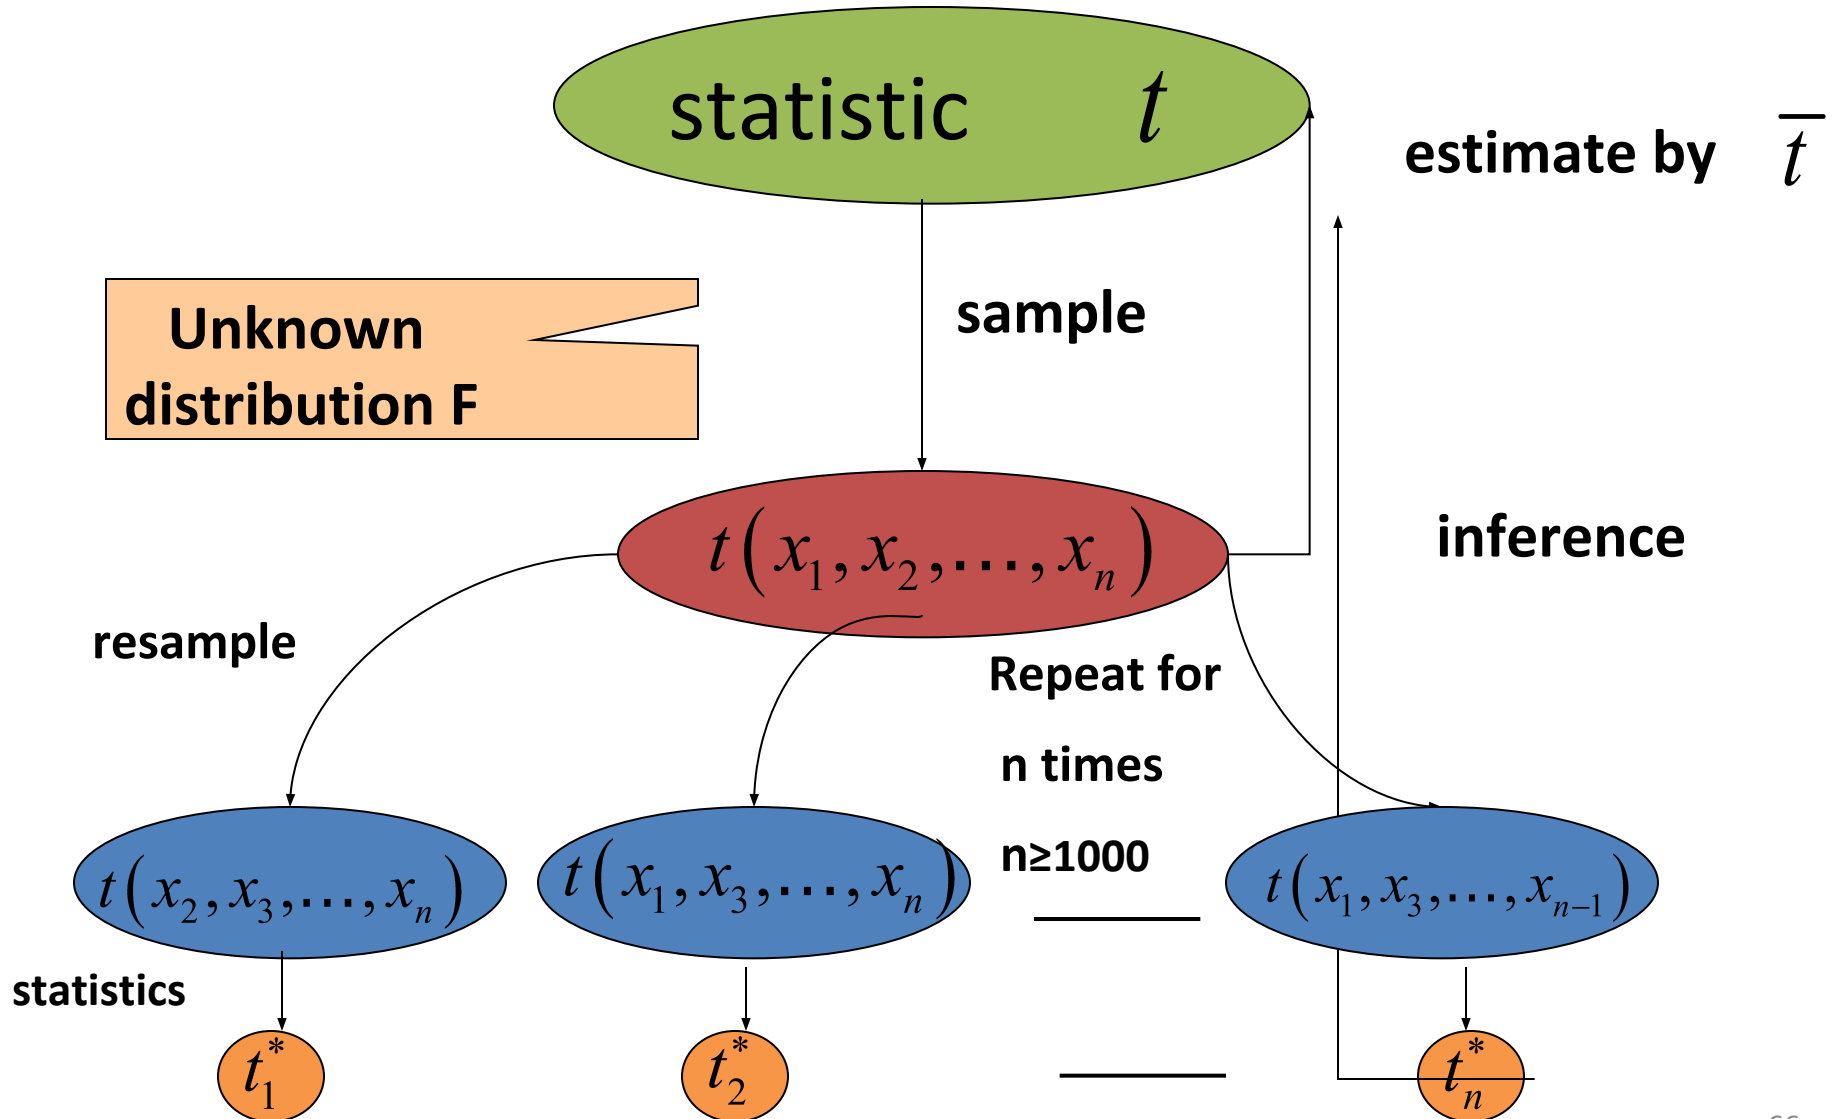 statistic t
estimate by t̄
Unknown
distribution F
sample
t(x₁, x₂, ..., xₙ)
inference
resample
Repeat for
n times
n≥1000
t(x₂, x₃, ..., xₙ)
t(x₁, x₃, ..., xₙ)
t(x₁, x₃, ..., xₙ₋₁)
statistics
t₁*
t₂*
tₙ*